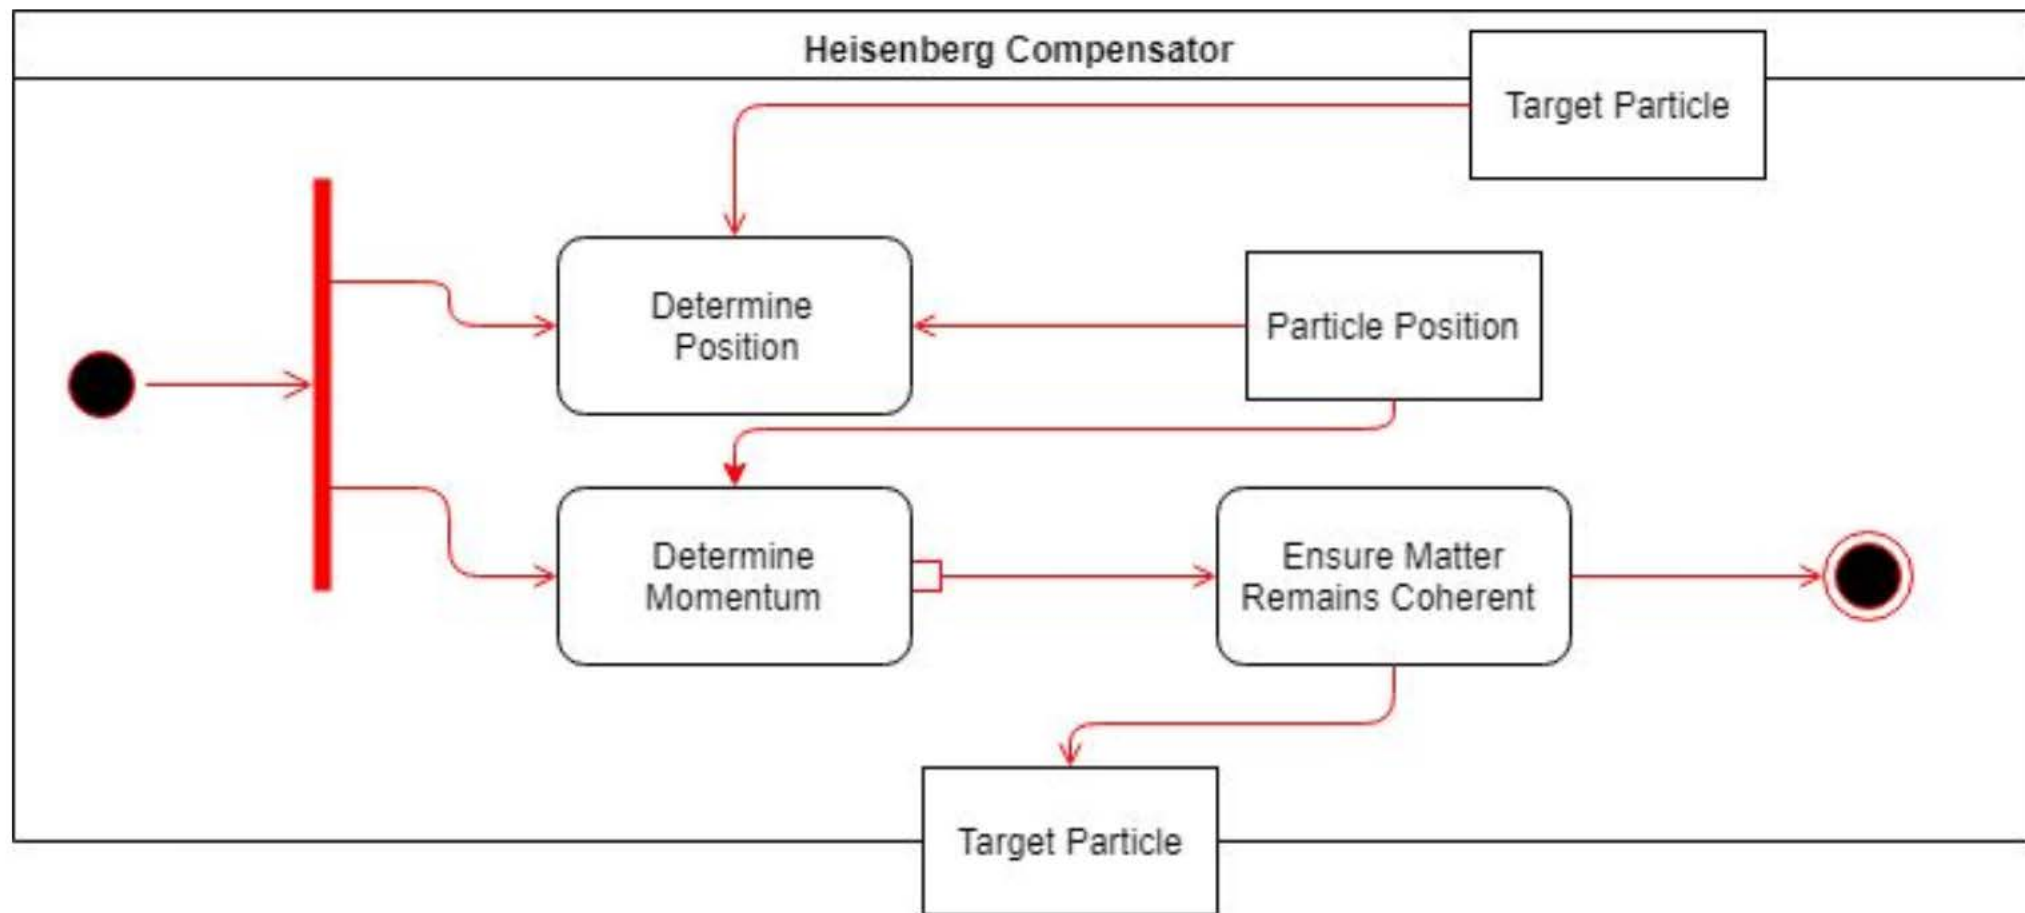 Heisenberg Compensator
Target Particle
Determine
Position
Particle Position
Determine
Momentum
Ensure Matter
Remains Coherent
Target Particle